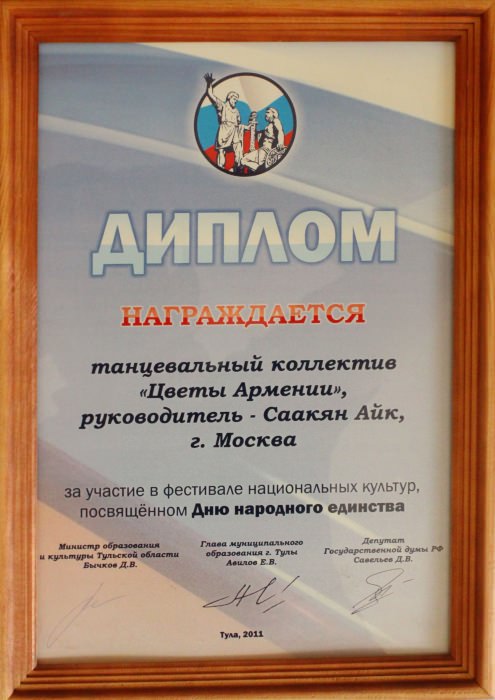 ДИПЛОМ
НАГРАЖДАЕТСЯ
танцевальный коллектив
«Цветы Армении»,
руководитель - Саакян Айк,
г. Москва
за участие в фестивале национальных культур,
посвящённом Дню народного единства
Министр образования
и культуры Тульской области
Бычков Д.В.
Глава муниципального
образования г. Тулы
Авилов Е.В.
Депутат
Государственной думы РФ
Савельев Д.В.
Тула, 2011